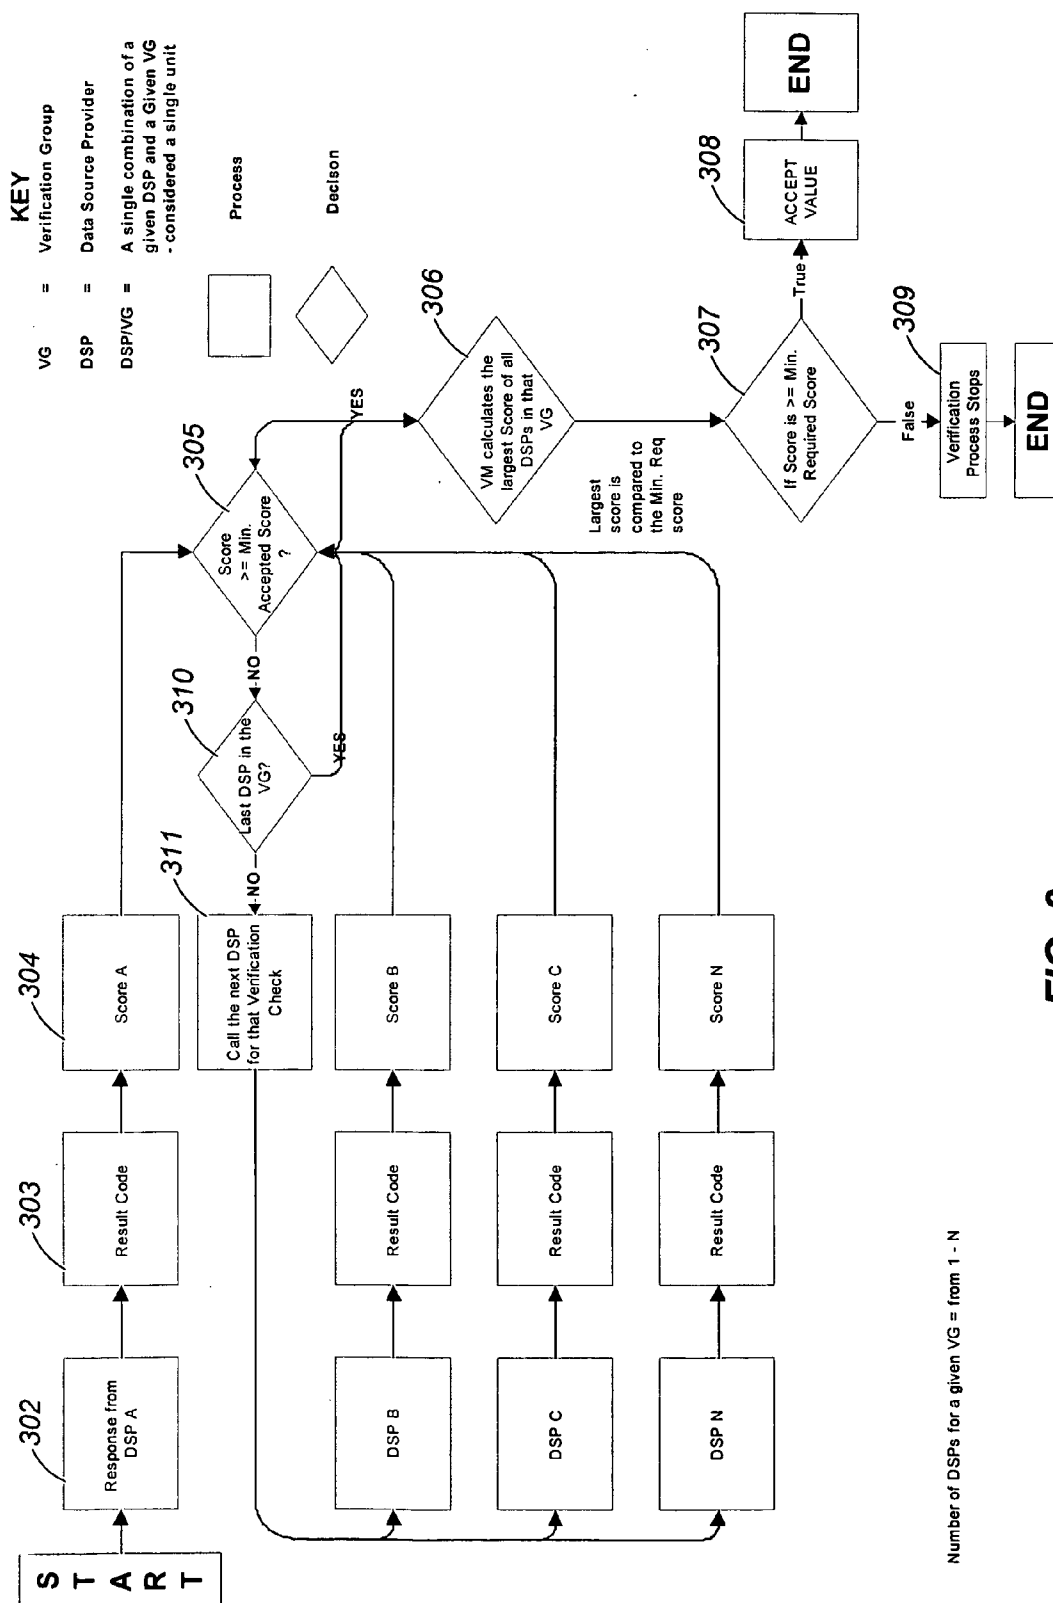 KEY
VG = Verification Group
DSP = Data Source Provider
DSP/VG = A single combination of a
given DSP and a Given VG
- considered a single unit
Process
Decison
START
302
Response from
DSP A
303
Result Code
304
Score A
305
Score
>= Min.
Accepted Score
?
NO
YES
310
Last DSP in the
VG?
NO
YES
311
Call the next DSP
for that Verification
Check
DSP B
Result Code
Score B
DSP C
Result Code
Score C
DSP N
Result Code
Score N
306
VM calculates the
largest Score of all
DSPs in that
VG
Largest
score is
compared to
the Min. Req
score
307
If Score is >= Min.
Required Score
True
308
ACCEPT
VALUE
END
False
309
Verification
Process Stops
END
Number of DSPs for a given VG = from 1 - N
FIG.